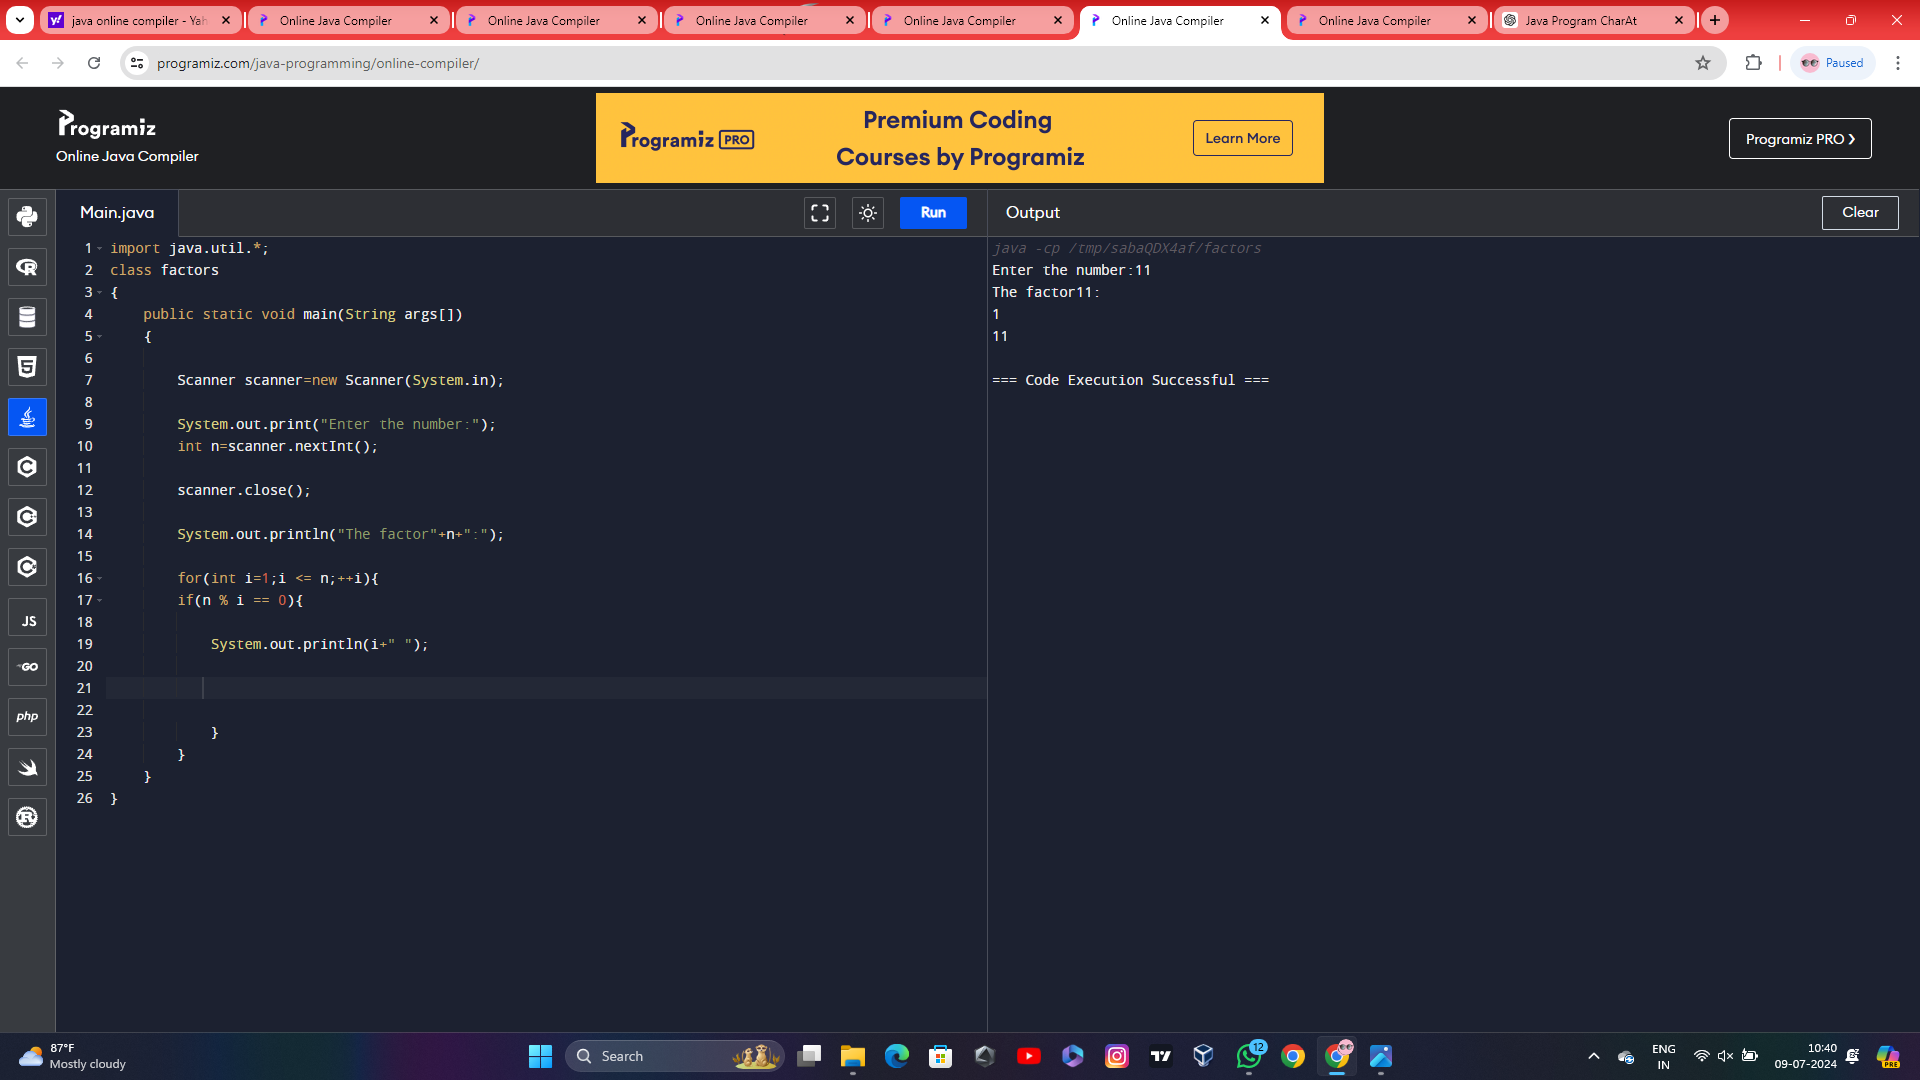 java online compiler - Yah
Online Java Compiler
Online Java Compiler
Online Java Compiler
Online Java Compiler
Online Java Compiler
Online Java Compiler
Java Program CharAt
programiz.com/java-programming/online-compiler/
Paused
Programiz
Online Java Compiler
Programiz PRO
Premium Coding
Courses by Programiz
Learn More
Programiz PRO ❯
Main.java
Run
Output
Clear
1 import java.util.*;
2 class factors
3 {
4     public static void main(String args[])
5     {
6
7         Scanner scanner=new Scanner(System.in);
8
9         System.out.print("Enter the number:");
10         int n=scanner.nextInt();
11
12         scanner.close();
13
14         System.out.println("The factor"+n+":");
15
16         for(int i=1;i <= n;++i){
17         if(n % i == 0){
18
19             System.out.println(i+" ");
20
21
22
23             }
24         }
25     }
26 }
java -cp /tmp/sabaQDX4af/factors
Enter the number:11
The factor11:
1
11
=== Code Execution Successful ===
JS
GO
php
87°F
Mostly cloudy
Search
12
ENG
IN
10:40
09-07-2024
PRE